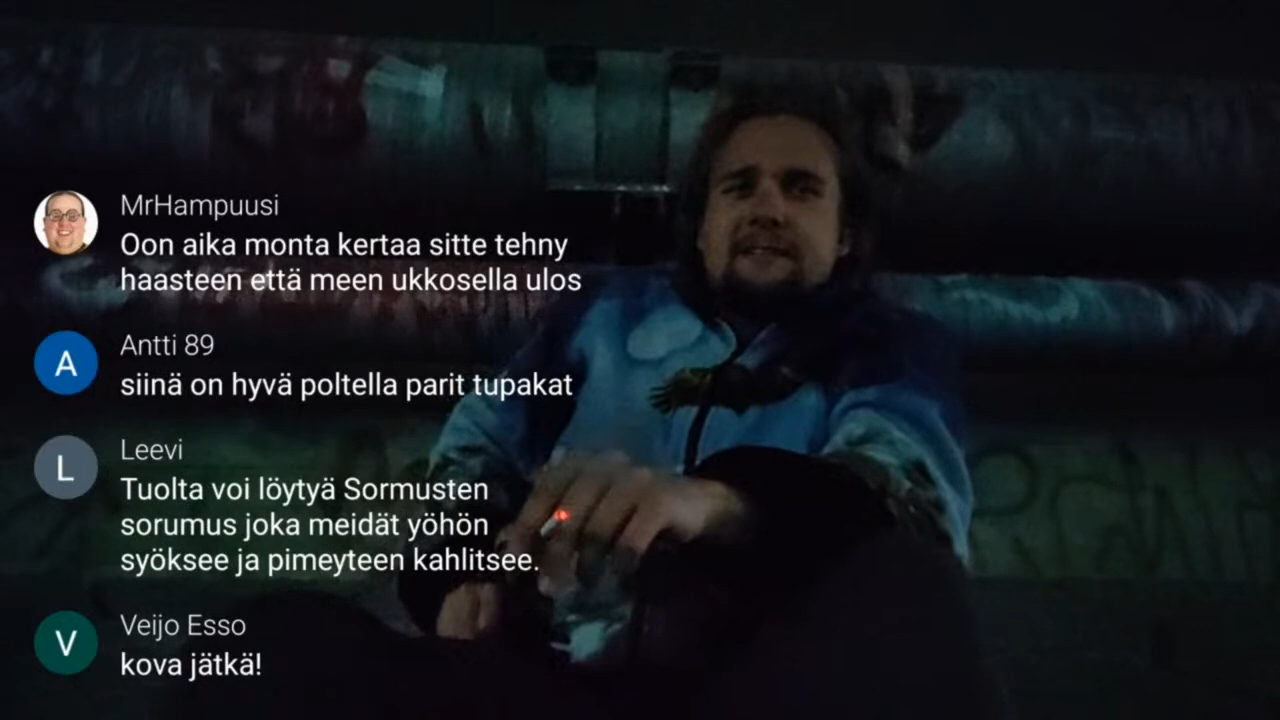 MrHampuusi
Oon aika monta kertaa sitte tehny
haasteen että meen ukkosella ulos
Antti 89
A
siinä on hyvä poltella parit tupakat
Leevi
L
Tuolta voi löytyä Sormusten
sorumus joka meidät yöhön
syöksee ja pimeyteen kahlitsee.
Veijo Esso
V
kova jätkä!